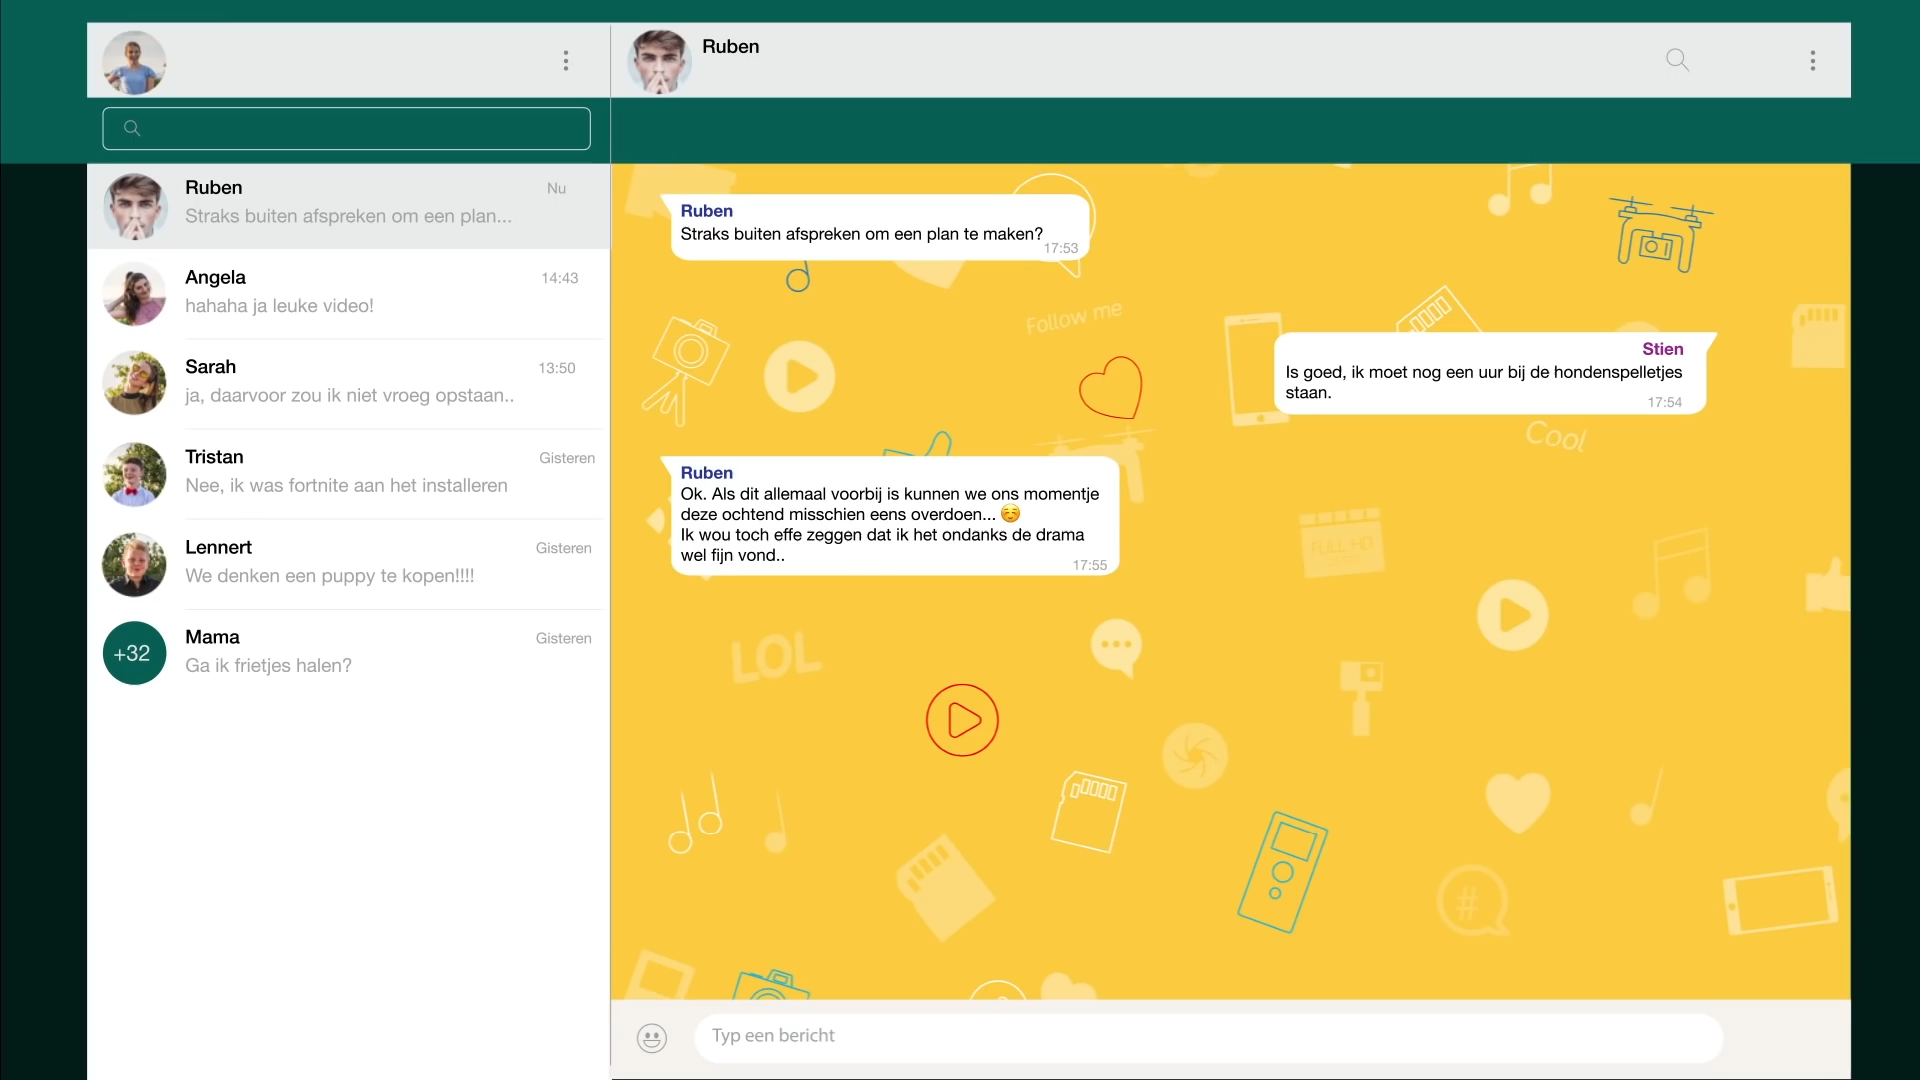 Ruben
Ruben
Nu
Straks buiten afspreken om een plan...
Angela
14:43
hahaha ja leuke video!
Sarah
13:50
ja, daarvoor zou ik niet vroeg opstaan..
Tristan
Gisteren
Nee, ik was fortnite aan het installeren
Lennert
Gisteren
We denken een puppy te kopen!!!!
+32
Mama
Gisteren
Ga ik frietjes halen?
Ruben
Straks buiten afspreken om een plan te maken?
17:53
Follow me
Stien
Is goed, ik moet nog een uur bij de hondenspelletjes
staan.
17:54
Cool
Ruben
Ok. Als dit allemaal voorbij is kunnen we ons momentje
deze ochtend misschien eens overdoen... ☺️
Ik wou toch effe zeggen dat ik het ondanks de drama
wel fijn vond..
17:55
FULL HD
LOL
#
Typ een bericht